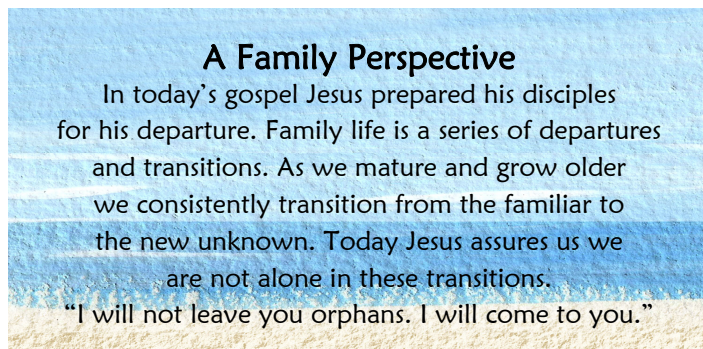 A Family Perspective
In today’s gospel Jesus prepared his disciples
for his departure. Family life is a series of departures
and transitions. As we mature and grow older
we consistently transition from the familiar to
the new unknown. Today Jesus assures us we
are not alone in these transitions.
“I will not leave you orphans. I will come to you.”